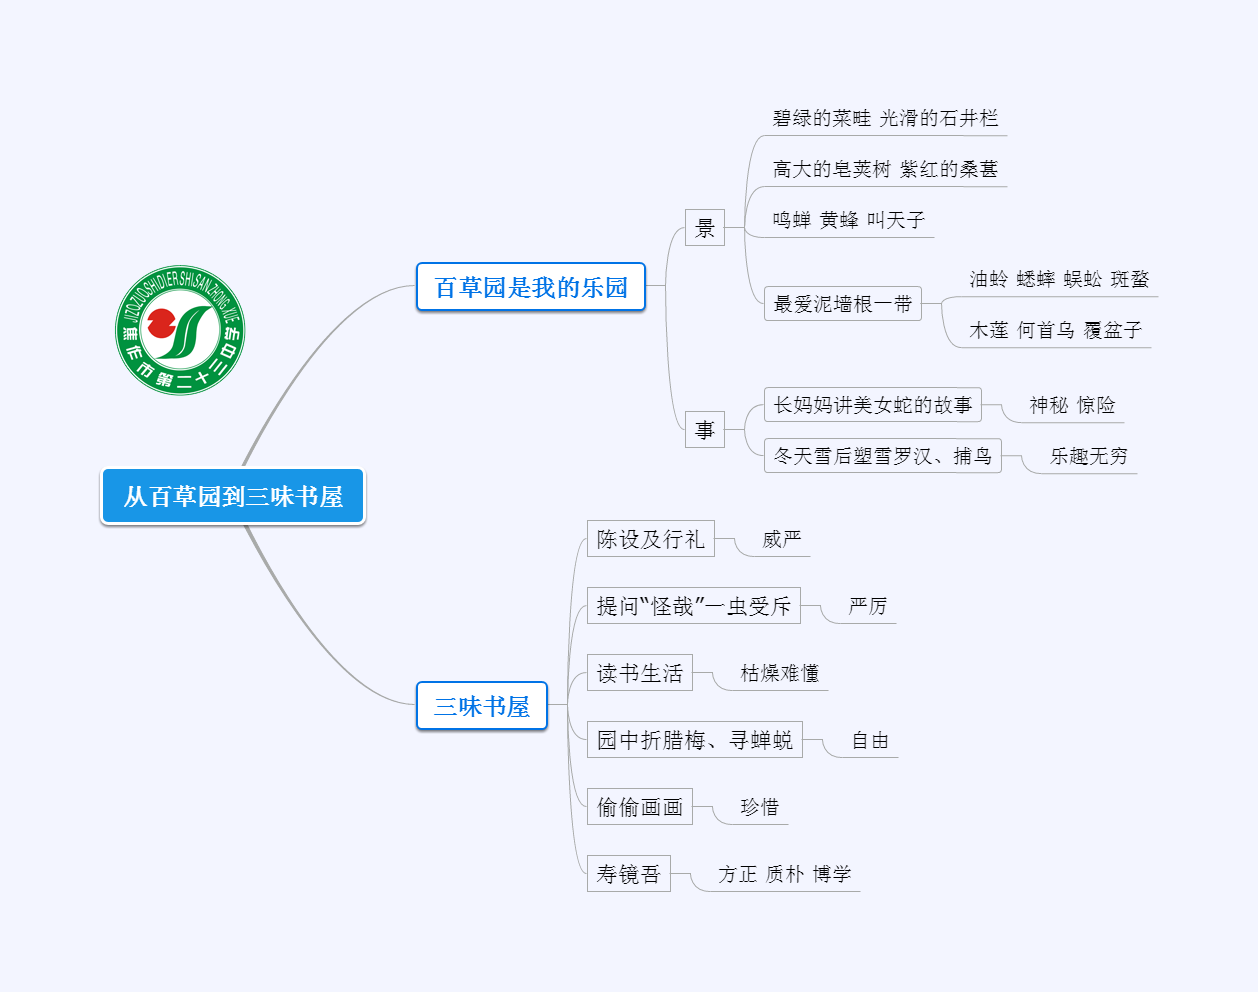 碧绿的菜畦 光滑的石井栏
高大的皂荚树 紫红的桑葚
鸣蝉 黄蜂 叫天子
景
油蛉 蟋蟀 蜈蚣 斑蝥
百草园是我的乐园
最爱泥墙根一带
木莲 何首乌 覆盆子
JIZOZUOSHIDIERSHISANZHONG XUE
焦作市第二十三中学
长妈妈讲美女蛇的故事
神秘 惊险
事
冬天雪后塑雪罗汉、捕鸟
乐趣无穷
从百草园到三味书屋
陈设及行礼
威严
提问“怪哉”一虫受斥
严厉
读书生活
枯燥难懂
三味书屋
园中折腊梅、寻蝉蜕
自由
偷偷画画
珍惜
寿镜吾
方正 质朴 博学